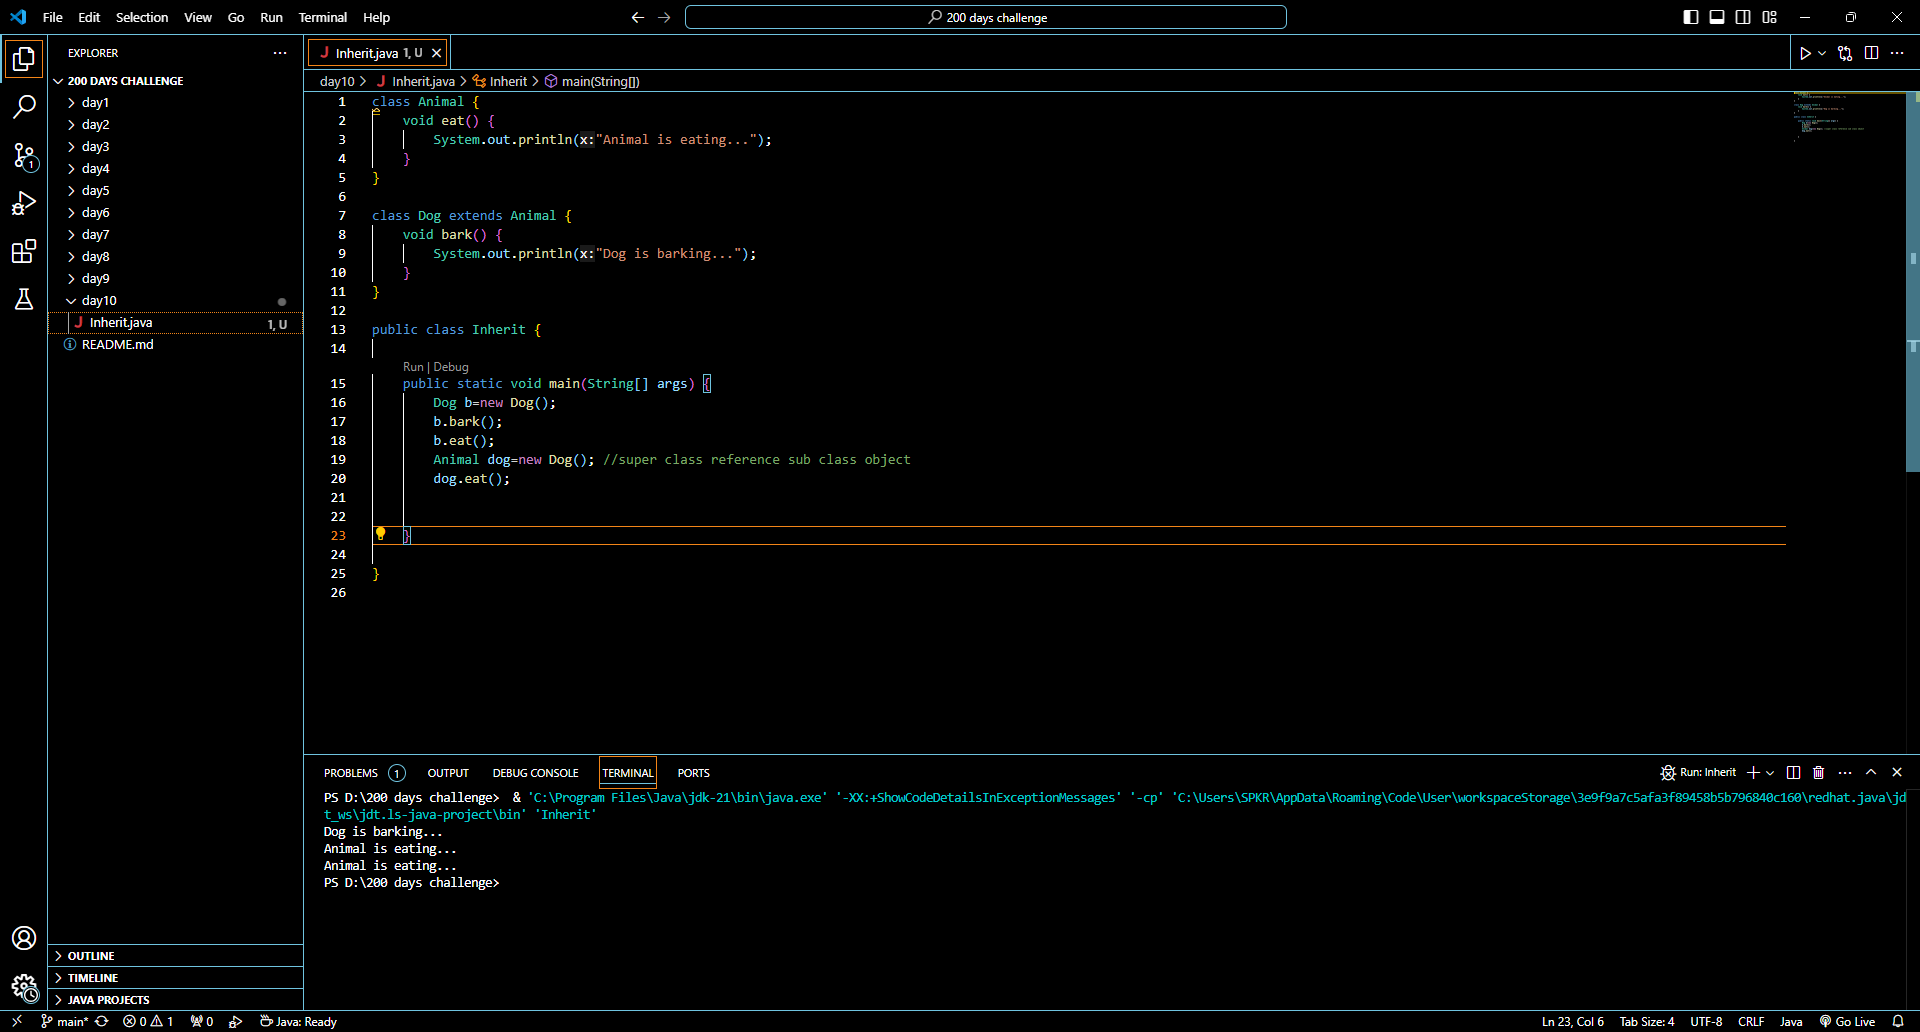 File Edit Selection View Go Run Terminal Help
200 days challenge
EXPLORER
200 DAYS CHALLENGE
day1
day2
day3
day4
day5
day6
day7
day8
day9
day10
Inherit.java 1, U
README.md
OUTLINE
TIMELINE
JAVA PROJECTS
Inherit.java 1, U
day10 > Inherit.java > Inherit > main(String[])
1 class Animal {
2 void eat() {
3 System.out.println(x:"Animal is eating...");
4 }
5 }
6
7 class Dog extends Animal {
8 void bark() {
9 System.out.println(x:"Dog is barking...");
10 }
11 }
12
13 public class Inherit {
14
Run | Debug
15 public static void main(String[] args) {
16 Dog b=new Dog();
17 b.bark();
18 b.eat();
19 Animal dog=new Dog(); //super class reference sub class object
20 dog.eat();
21
22
23 }
24
25 }
26
PROBLEMS 1 OUTPUT DEBUG CONSOLE TERMINAL PORTS
Run: Inherit
PS D:\200 days challenge> & 'C:\Program Files\Java\jdk-21\bin\java.exe' '-XX:+ShowCodeDetailsInExceptionMessages' '-cp' 'C:\Users\SPKR\AppData\Roaming\Code\User\workspaceStorage\3e9f9a7c5afa3f89458b5b796840c160\redhat.java\jd
t_ws\jdt.ls-java-project\bin' 'Inherit'
Dog is barking...
Animal is eating...
Animal is eating...
PS D:\200 days challenge>
main* 0 1 0 Java: Ready
Ln 23, Col 6 Tab Size: 4 UTF-8 CRLF Java Go Live